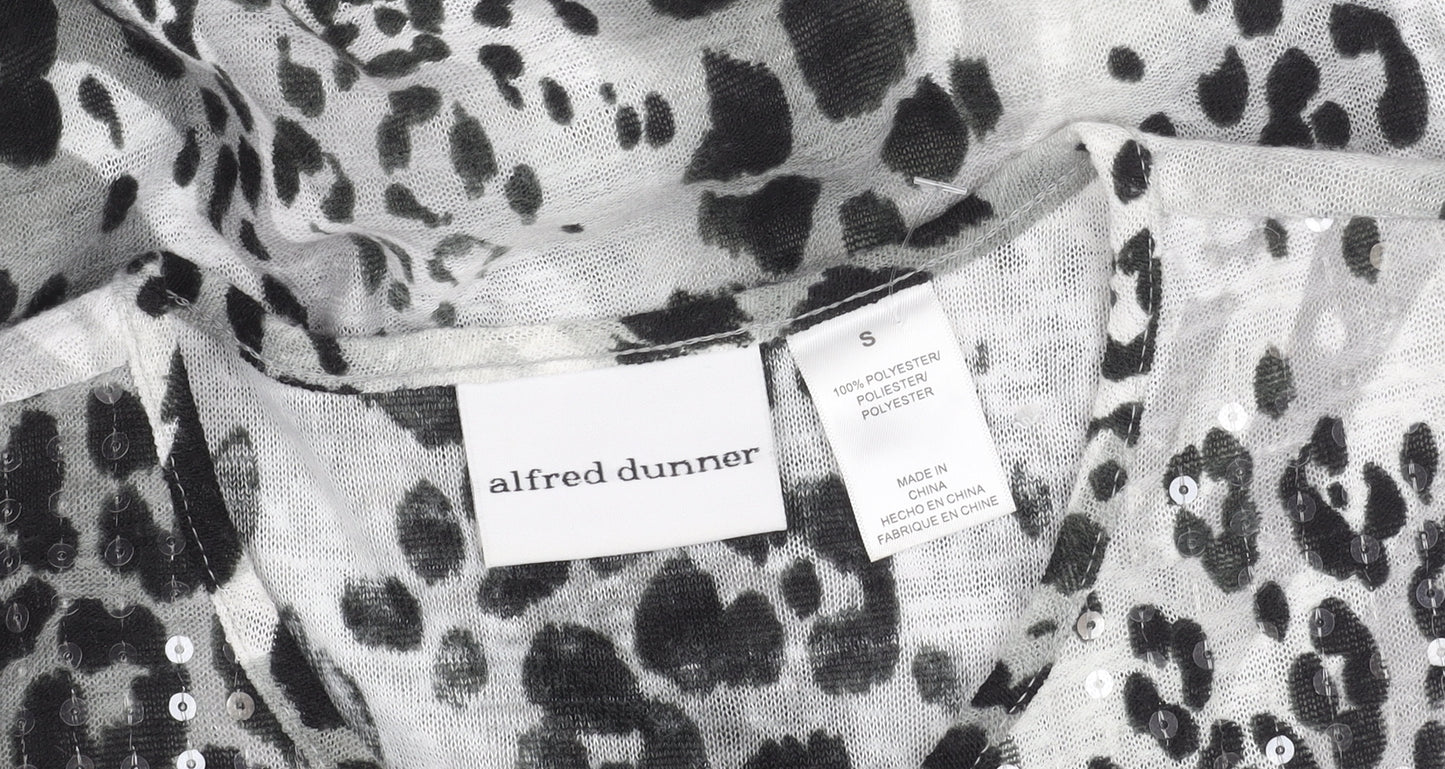 alfred dunner
S
100% POLYESTER/
POLIESTER/
POLYESTER
MADE IN
CHINA
HECHO EN CHINA
FABRIQUE EN CHINE